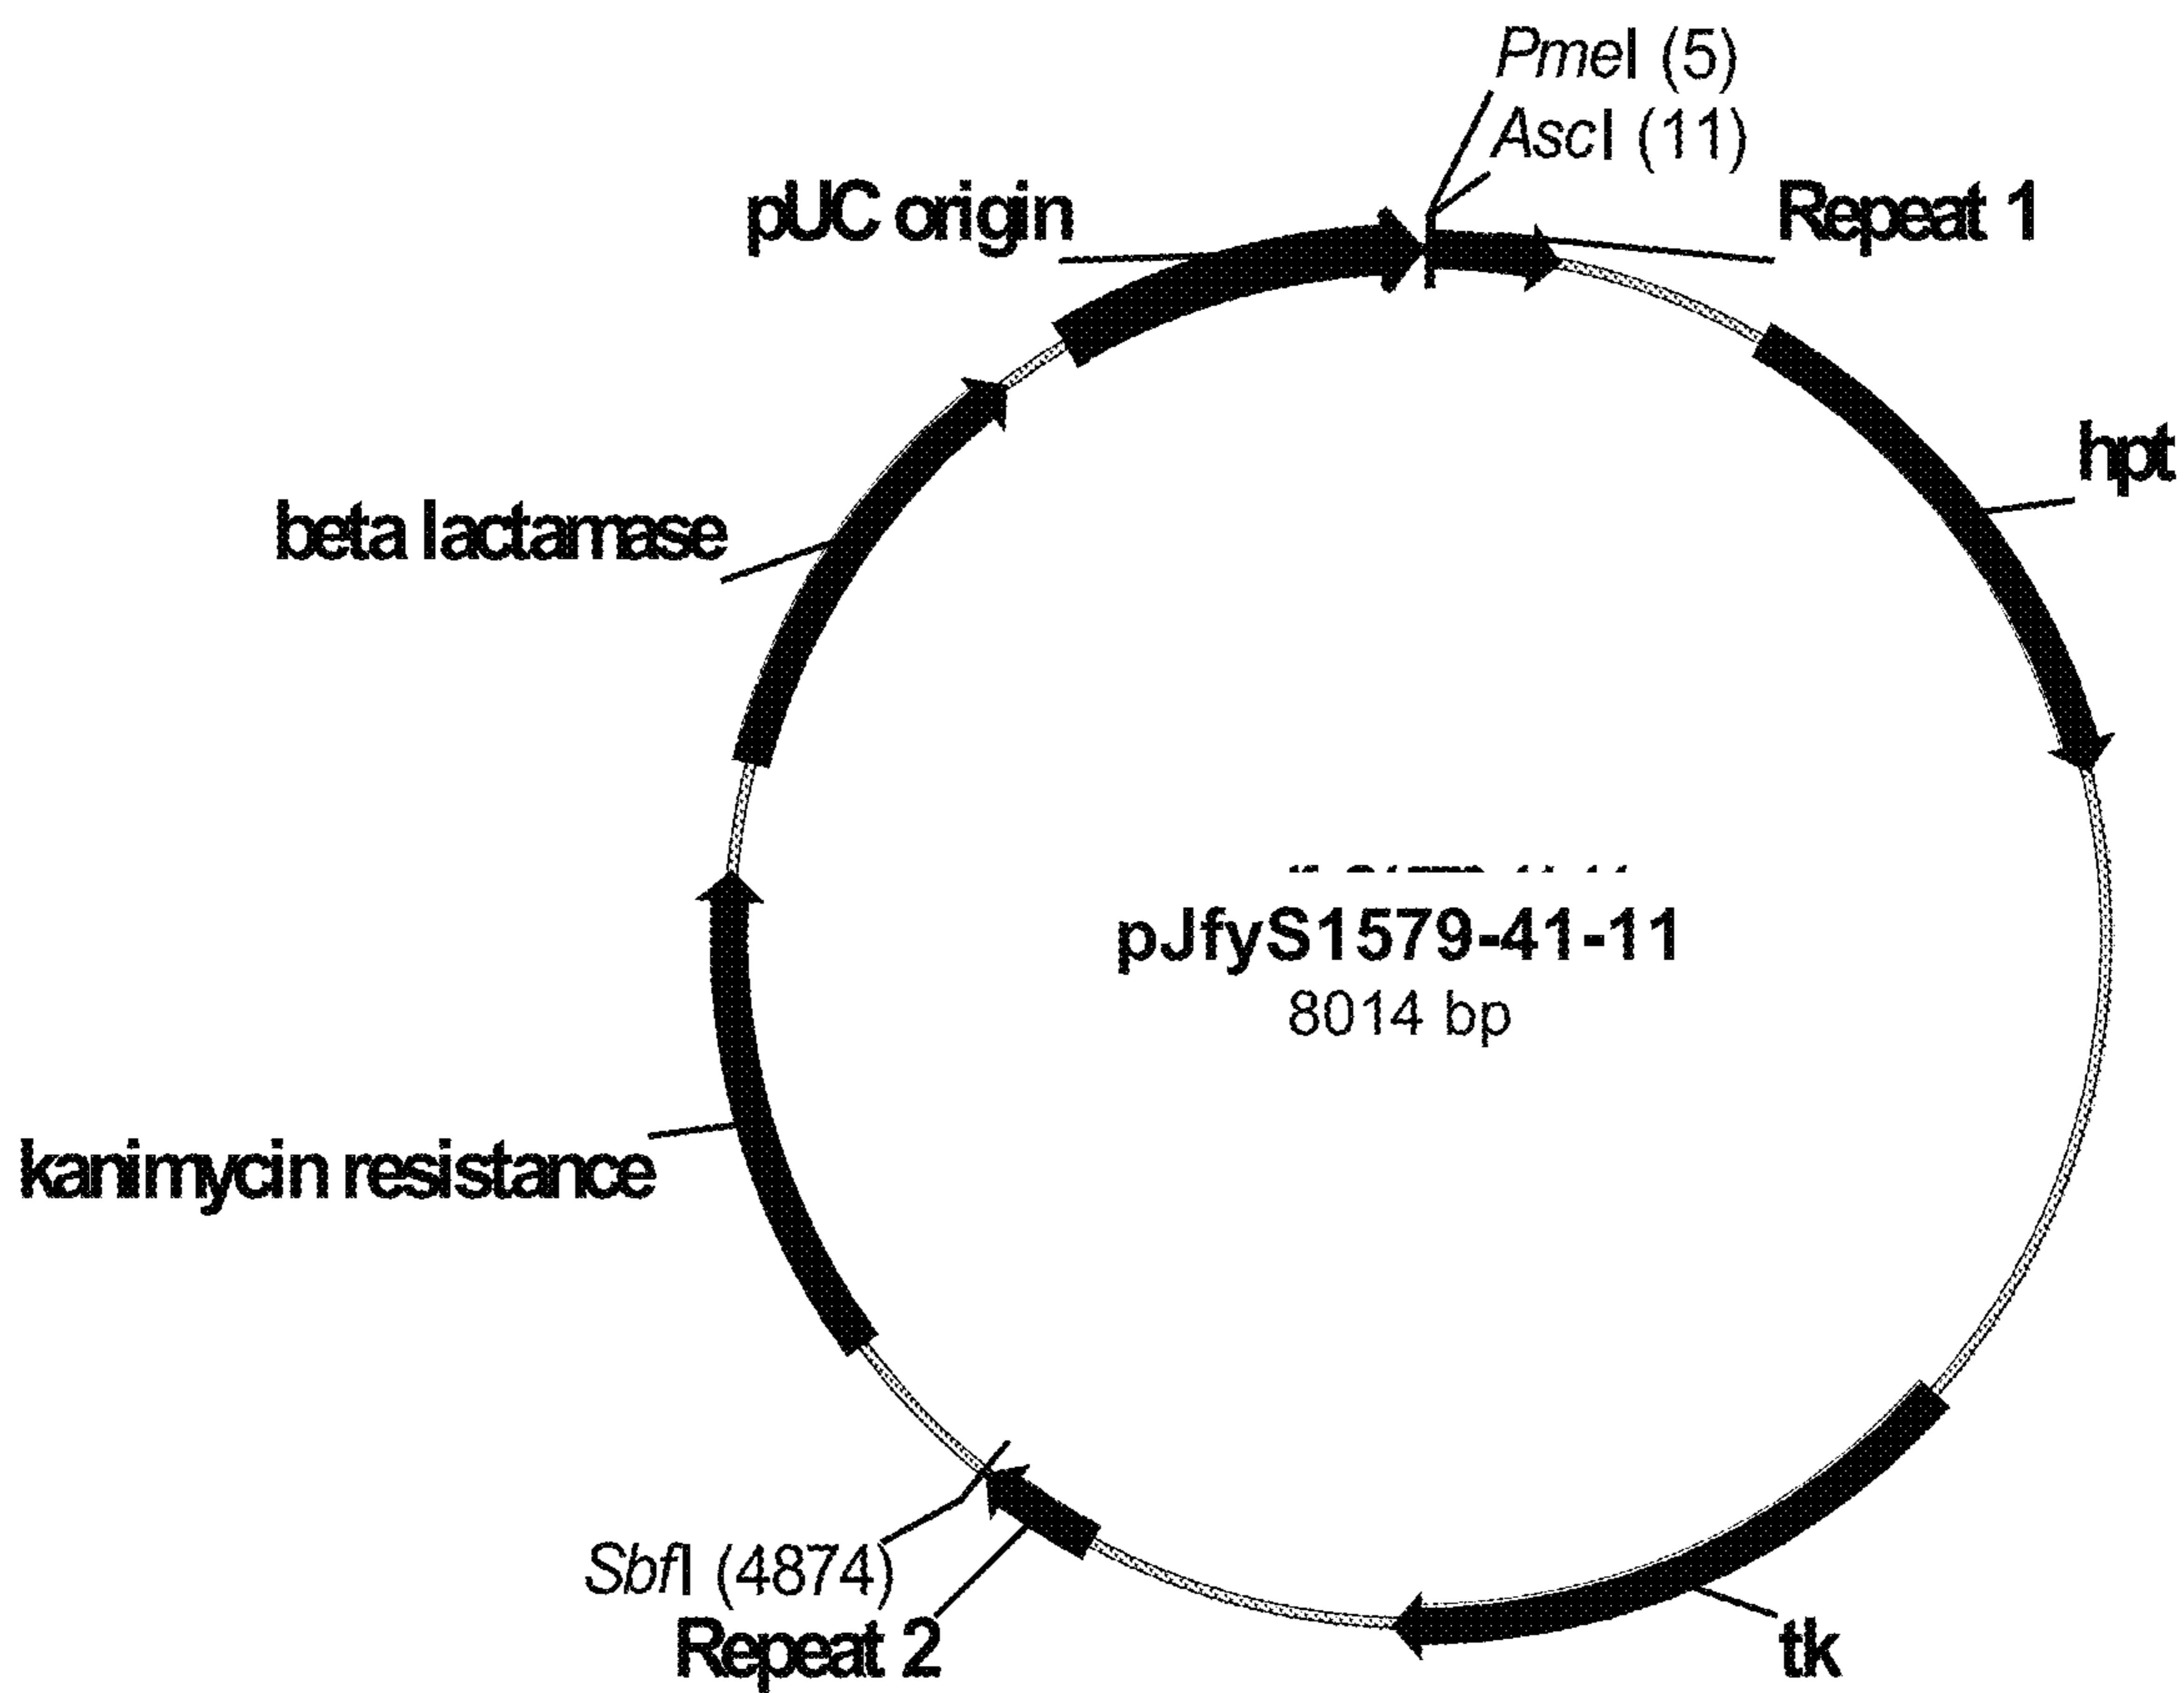 PmeI (5)
AscI (11)
pUC origin
Repeat 1
hpt
beta lactamase
pJfyS1579-41-11
8014 bp
kanimycin resistance
SbfI (4874)
Repeat 2
tk